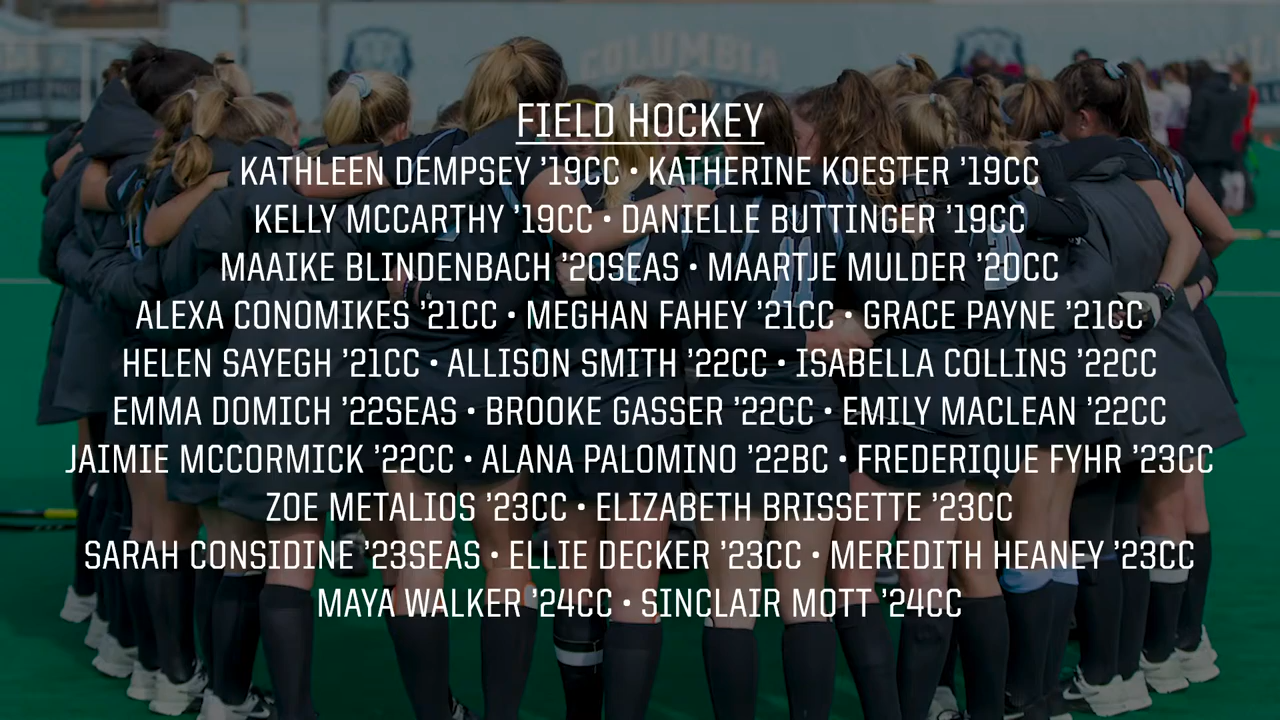 COLUMBIA
FIELD HOCKEY
KATHLEEN DEMPSEY ’19CC • KATHERINE KOESTER ’19CC
KELLY MCCARTHY ’19CC • DANIELLE BUTTINGER ’19CC
MAAIKE BLINDENBACH ’20SEAS • MAARTJE MULDER ’20CC
ALEXA CONOMIKES ’21CC • MEGHAN FAHEY ’21CC • GRACE PAYNE ’21CC
HELEN SAYEGH ’21CC • ALLISON SMITH ’22CC • ISABELLA COLLINS ’22CC
EMMA DOMICH ’22SEAS • BROOKE GASSER ’22CC • EMILY MACLEAN ’22CC
JAIMIE MCCORMICK ’22CC • ALANA PALOMINO ’22BC • FREDERIQUE FYHR ’23CC
ZOE METALIOS ’23CC • ELIZABETH BRISSETTE ’23CC
SARAH CONSIDINE ’23SEAS • ELLIE DECKER ’23CC • MEREDITH HEANEY ’23CC
MAYA WALKER ’24CC • SINCLAIR MOTT ’24CC
11